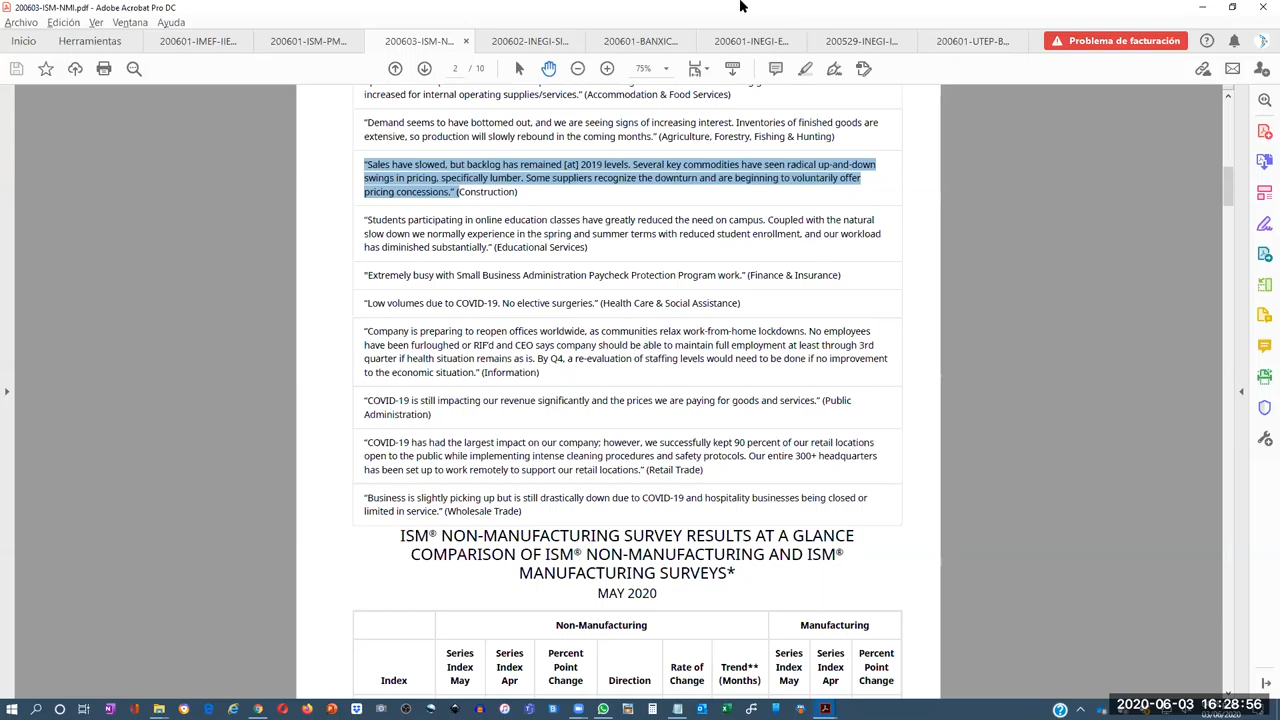 200603-ISM-NMI.pdf - Adobe Acrobat Pro DC
Archivo Edición Ver Ventana Ayuda
Inicio Herramientas 200601-IMEF-IIE... 200601-ISM-PM... 200603-ISM-N... × 200602-INEGI-SI... 200601-BANXIC... 200601-INEGI-E... 200529-INEGI-I... 200601-UTEP-B... Problema de facturación
2 / 10 75%
increased for internal operating supplies/services.” (Accommodation & Food Services)
“Demand seems to have bottomed out, and we are seeing signs of increasing interest. Inventories of finished goods are
extensive, so production will slowly rebound in the coming months.” (Agriculture, Forestry, Fishing & Hunting)
“Sales have slowed, but backlog has remained [at] 2019 levels. Several key commodities have seen radical up-and-down
swings in pricing, specifically lumber. Some suppliers recognize the downturn and are beginning to voluntarily offer
pricing concessions.” (Construction)
“Students participating in online education classes have greatly reduced the need on campus. Coupled with the natural
slow down we normally experience in the spring and summer terms with reduced student enrollment, and our workload
has diminished substantially.” (Educational Services)
“Extremely busy with Small Business Administration Paycheck Protection Program work.” (Finance & Insurance)
“Low volumes due to COVID-19. No elective surgeries.” (Health Care & Social Assistance)
“Company is preparing to reopen offices worldwide, as communities relax work-from-home lockdowns. No employees
have been furloughed or RIF’d and CEO says company should be able to maintain full employment at least through 3rd
quarter if health situation remains as is. By Q4, a re-evaluation of staffing levels would need to be done if no improvement
to the economic situation.” (Information)
“COVID-19 is still impacting our revenue significantly and the prices we are paying for goods and services.” (Public
Administration)
“COVID-19 has had the largest impact on our company; however, we successfully kept 90 percent of our retail locations
open to the public while implementing intense cleaning procedures and safety protocols. Our entire 300+ headquarters
has been set up to work remotely to support our retail locations.” (Retail Trade)
“Business is slightly picking up but is still drastically down due to COVID-19 and hospitality businesses being closed or
limited in service.” (Wholesale Trade)
ISM® NON-MANUFACTURING SURVEY RESULTS AT A GLANCE
COMPARISON OF ISM® NON-MANUFACTURING AND ISM®
MANUFACTURING SURVEYS*
MAY 2020
Non-Manufacturing Manufacturing
Series Series Percent Series Series Percent
Index Index Point Rate of Trend** Index Index Point
Index May Apr Change Direction Change (Months) May Apr Change
2020-06-03 16:28:56
03/06/2020